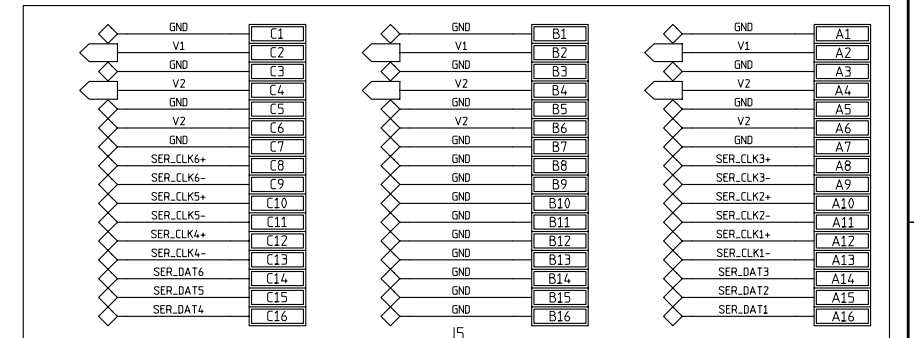 GND C1 GND B1 GND A1
V1 C2 V1 B2 V1 A2
GND C3 GND B3 GND A3
V2 C4 V2 B4 V2 A4
GND C5 GND B5 GND A5
V2 C6 V2 B6 V2 A6
GND C7 GND B7 GND A7
SER_CLK6+ C8 GND B8 SER_CLK3+ A8
SER_CLK6- C9 GND B9 SER_CLK3- A9
SER_CLK5+ C10 GND B10 SER_CLK2+ A10
SER_CLK5- C11 GND B11 SER_CLK2- A11
SER_CLK4+ C12 GND B12 SER_CLK1+ A12
SER_CLK4- C13 GND B13 SER_CLK1- A13
SER_DAT6 C14 GND B14 SER_DAT3 A14
SER_DAT5 C15 GND B15 SER_DAT2 A15
SER_DAT4 C16 GND B16 SER_DAT1 A16